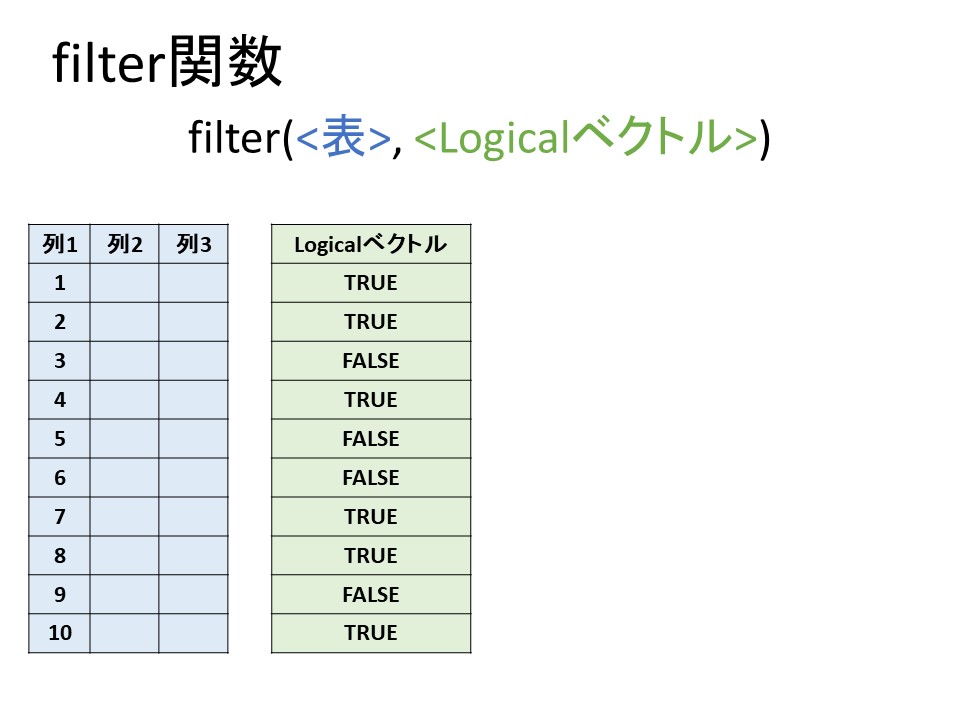 filter関数
filter(<表>, <Logicalベクトル>)
列1 列2 列3 Logicalベクトル
1 TRUE
2 TRUE
3 FALSE
4 TRUE
5 FALSE
6 FALSE
7 TRUE
8 TRUE
9 FALSE
10 TRUE